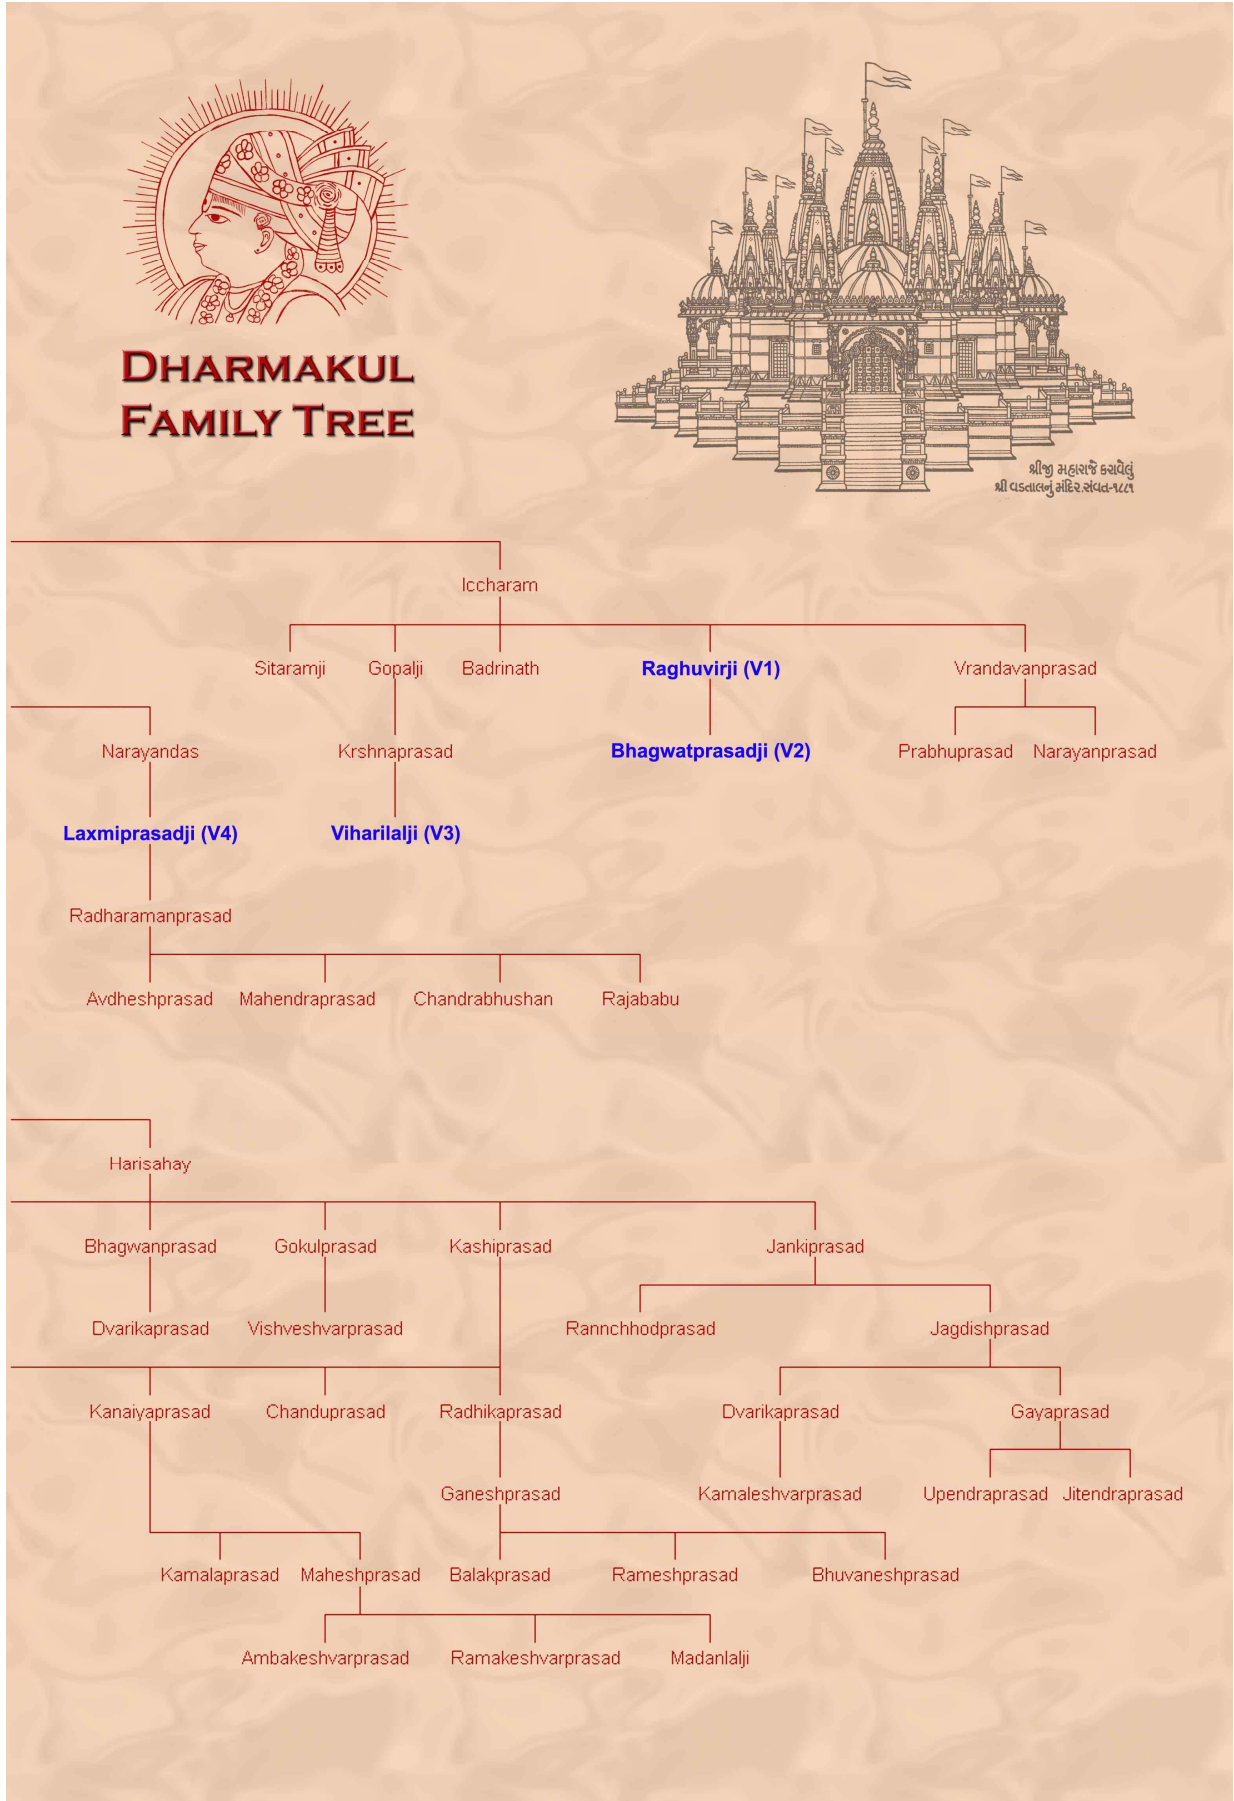 DHARMAKUL
FAMILY TREE
શ્રીજી મહારાજે કરાવેલું
શ્રી વડતાલનું મંદિર.સંવત-૧૮૮૧
Iccharam
Sitaramji Gopalji Badrinath Raghuvirji (V1) Vrandavanprasad
Narayandas Krshnaprasad Bhagwatprasadji (V2) Prabhuprasad Narayanprasad
Laxmiprasadji (V4) Viharilalji (V3)
Radharamanprasad
Avdheshprasad Mahendraprasad Chandrabhushan Rajababu
Harisahay
Bhagwanprasad Gokulprasad Kashiprasad Jankiprasad
Dvarikaprasad Vishveshvarprasad Rannchhodprasad Jagdishprasad
Kanaiyaprasad Chanduprasad Radhikaprasad Dvarikaprasad Gayaprasad
Ganeshprasad Kamaleshvarprasad Upendraprasad Jitendraprasad
Kamalaprasad Maheshprasad Balakprasad Rameshprasad Bhuvaneshprasad
Ambakeshvarprasad Ramakeshvarprasad Madanlalji